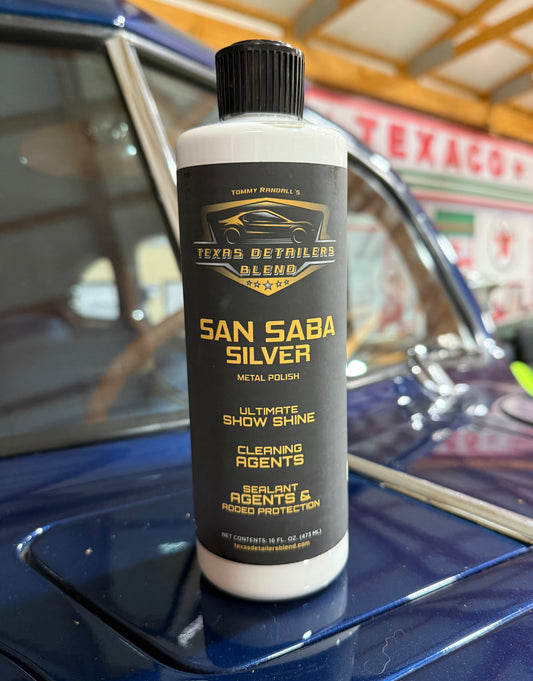 TEXACO
TOMMY RANDALL'S
TEXAS DETAILERS
BLEND
SAN SABA
SILVER
METAL POLISH
ULTIMATE
SHOW SHINE
CLEANING
AGENTS
SEALANT
AGENTS &
ADDED PROTECTION
NET CONTENTS: 16 FL. OZ. (473 ML)
texasdetailersblend.com